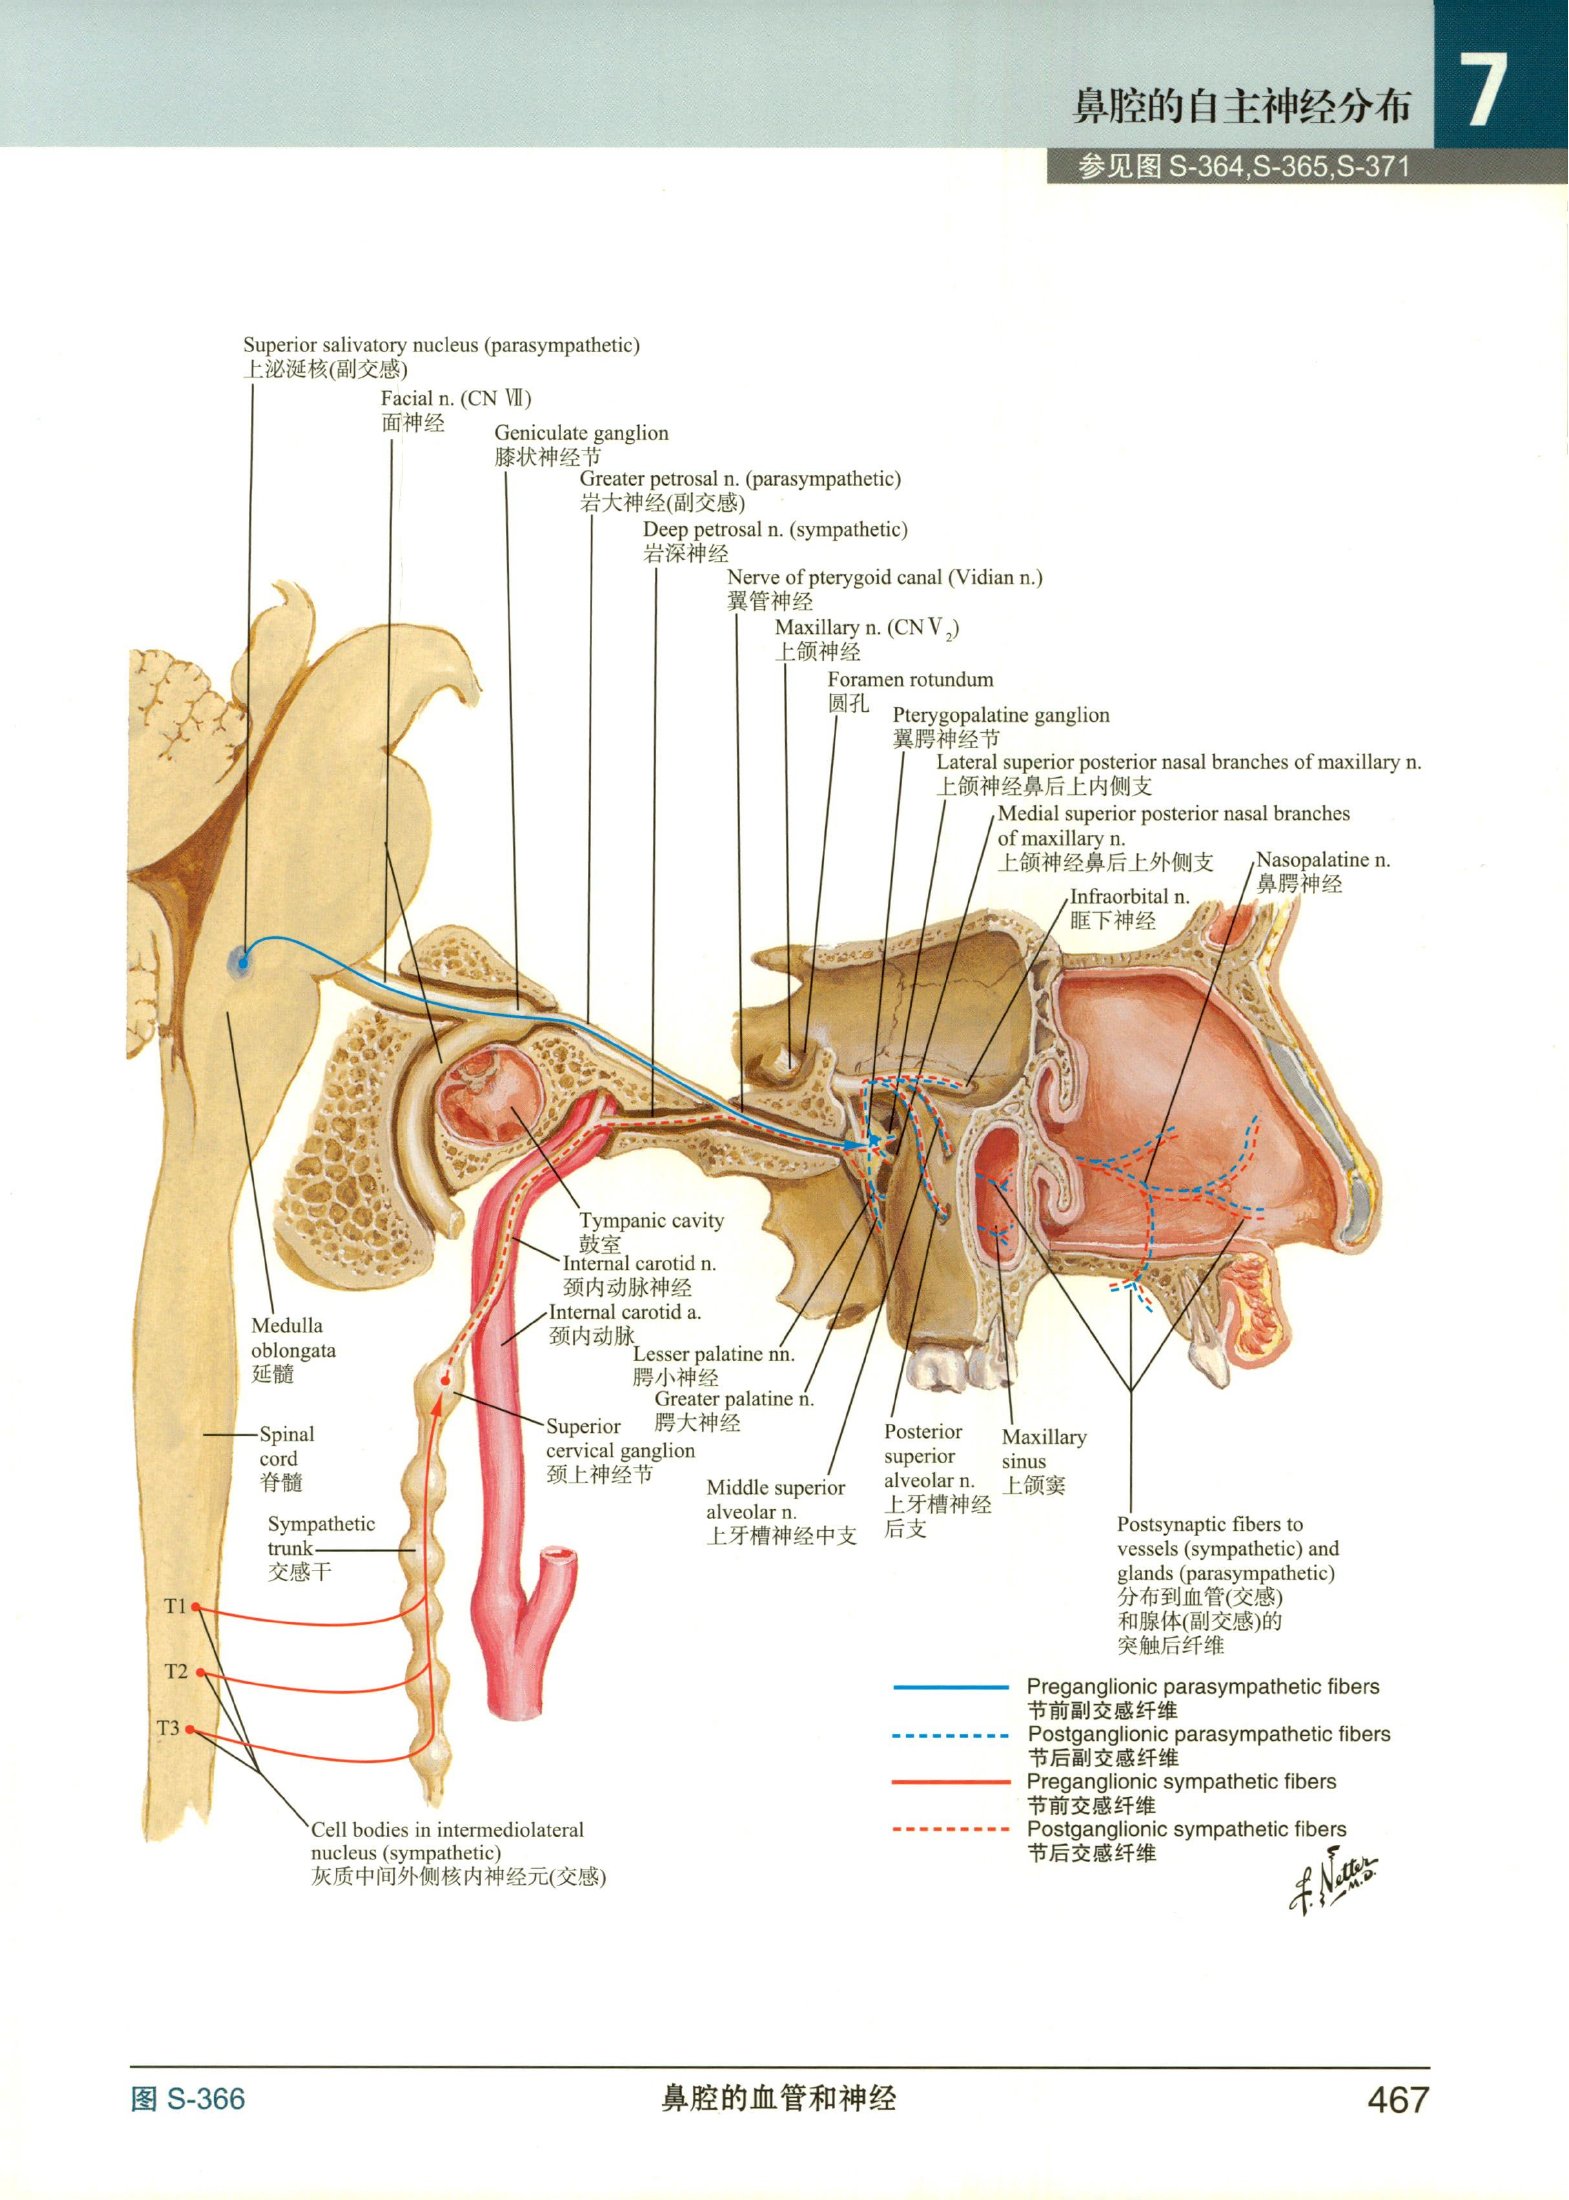 7
鼻腔的自主神经分布
参见图 S-364,S-365,S-371
Superior salivatory nucleus (parasympathetic)
上泌涎核(副交感)
Facial n. (CN Ⅶ)
面神经
Geniculate ganglion
膝状神经节
Greater petrosal n. (parasympathetic)
岩大神经(副交感)
Deep petrosal n. (sympathetic)
岩深神经
Nerve of pterygoid canal (Vidian n.)
翼管神经
Maxillary n. (CN Ⅴ₂)
上颌神经
Foramen rotundum
圆孔
Pterygopalatine ganglion
翼腭神经节
Lateral superior posterior nasal branches of maxillary n.
上颌神经鼻后上内侧支
Medial superior posterior nasal branches
of maxillary n.
上颌神经鼻后上外侧支
Nasopalatine n.
鼻腭神经
Infraorbital n.
眶下神经
Tympanic cavity
鼓室
Internal carotid n.
颈内动脉神经
Internal carotid a.
颈内动脉
Medulla
oblongata
延髓
Lesser palatine nn.
腭小神经
Greater palatine n.
腭大神经
Superior
cervical ganglion
颈上神经节
Spinal
cord
脊髓
Middle superior
alveolar n.
上牙槽神经中支
Posterior
superior
alveolar n.
上牙槽神经
后支
Maxillary
sinus
上颌窦
Sympathetic
trunk
交感干
Postsynaptic fibers to
vessels (sympathetic) and
glands (parasympathetic)
分布到血管(交感)
和腺体(副交感)的
突触后纤维
T1
T2
T3
Preganglionic parasympathetic fibers
节前副交感纤维
Postganglionic parasympathetic fibers
节后副交感纤维
Preganglionic sympathetic fibers
节前交感纤维
Postganglionic sympathetic fibers
节后交感纤维
Cell bodies in intermediolateral
nucleus (sympathetic)
灰质中间外侧核内神经元(交感)
F. Netter
M.D.
图 S-366
鼻腔的血管和神经
467